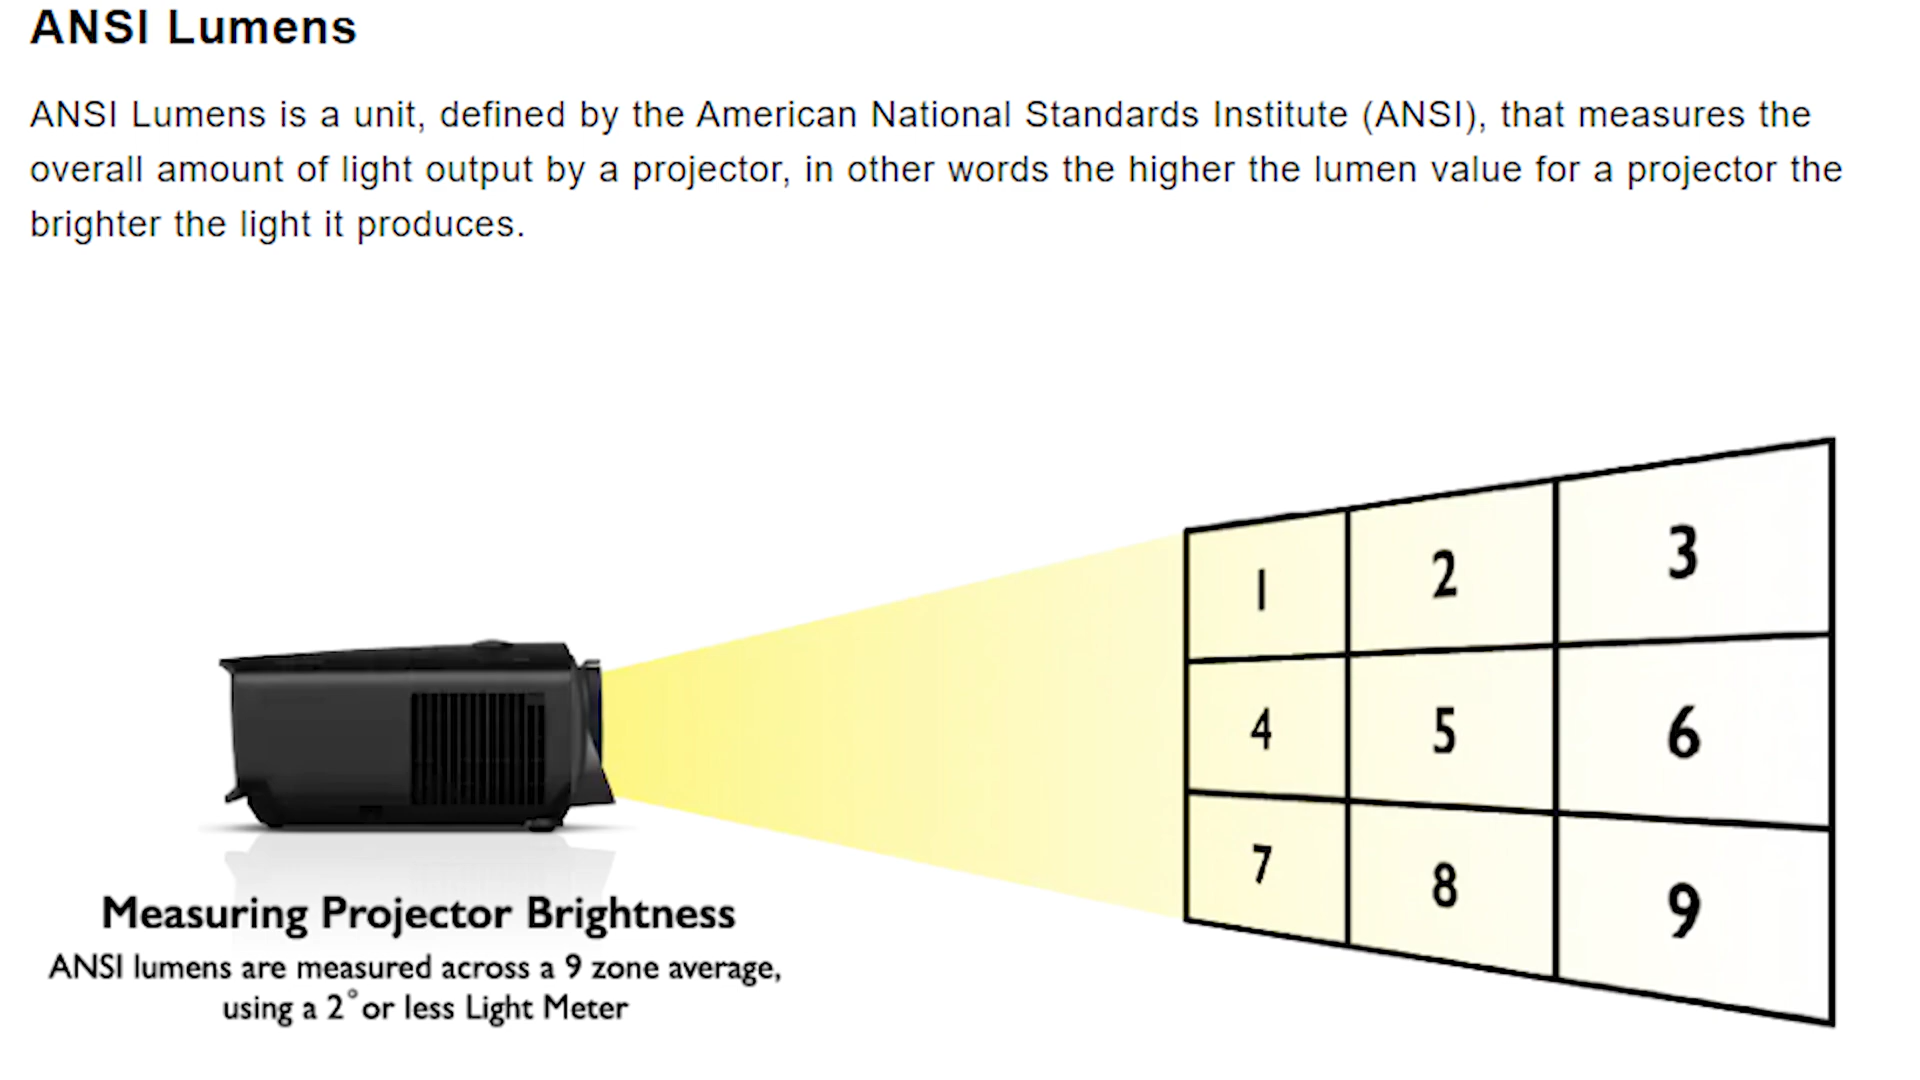 ANSI Lumens
ANSI Lumens is a unit, defined by the American National Standards Institute (ANSI), that measures the
overall amount of light output by a projector, in other words the higher the lumen value for a projector the
brighter the light it produces.
1 2 3
4 5 6
7 8 9
Measuring Projector Brightness
ANSI lumens are measured across a 9 zone average,
using a 2° or less Light Meter